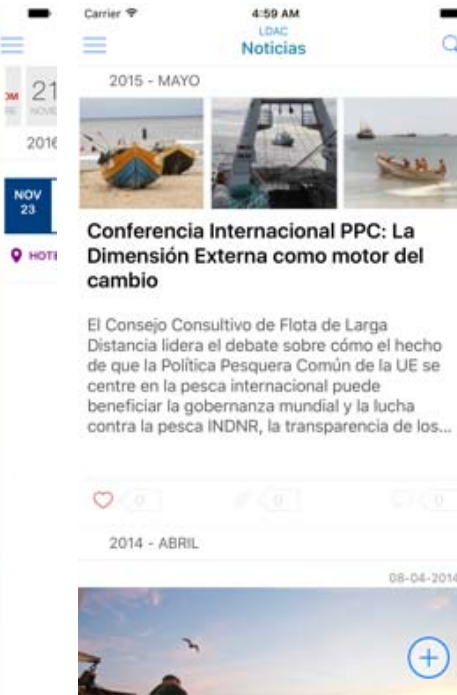 21
2016
NOV
23
Carrier
4:59 AM
LDAC
Noticias
2015 - MAYO
Conferencia Internacional PPC: La
Dimensión Externa como motor del
cambio
El Consejo Consultivo de Flota de Larga
Distancia lidera el debate sobre cómo el hecho
de que la Política Pesquera Común de la UE se
centre en la pesca internacional puede
beneficiar la gobernanza mundial y la lucha
contra la pesca INDNR, la transparencia de los...
0 0 0
2014 - ABRIL
08-04-2014